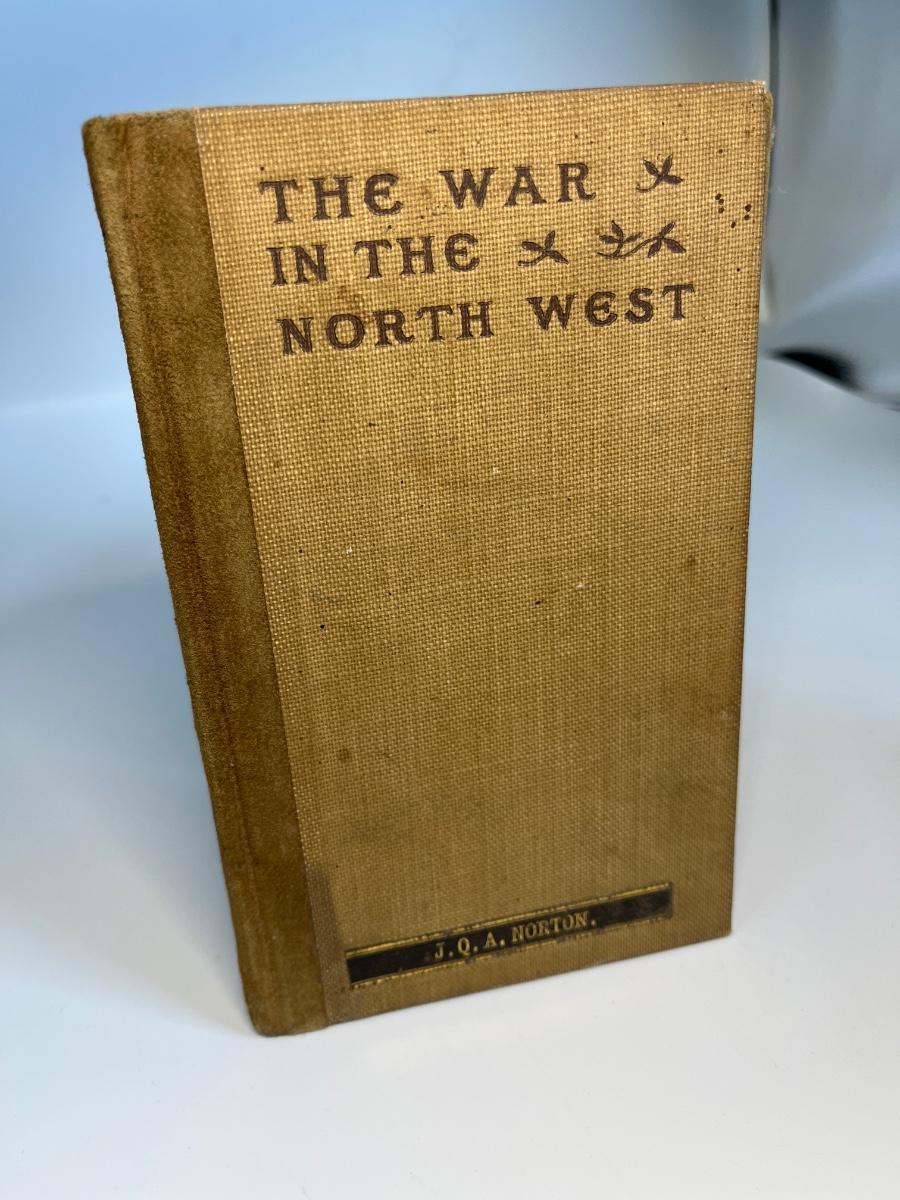 THE WAR
IN THE
NORTH WEST
J. Q. A. NORTON.